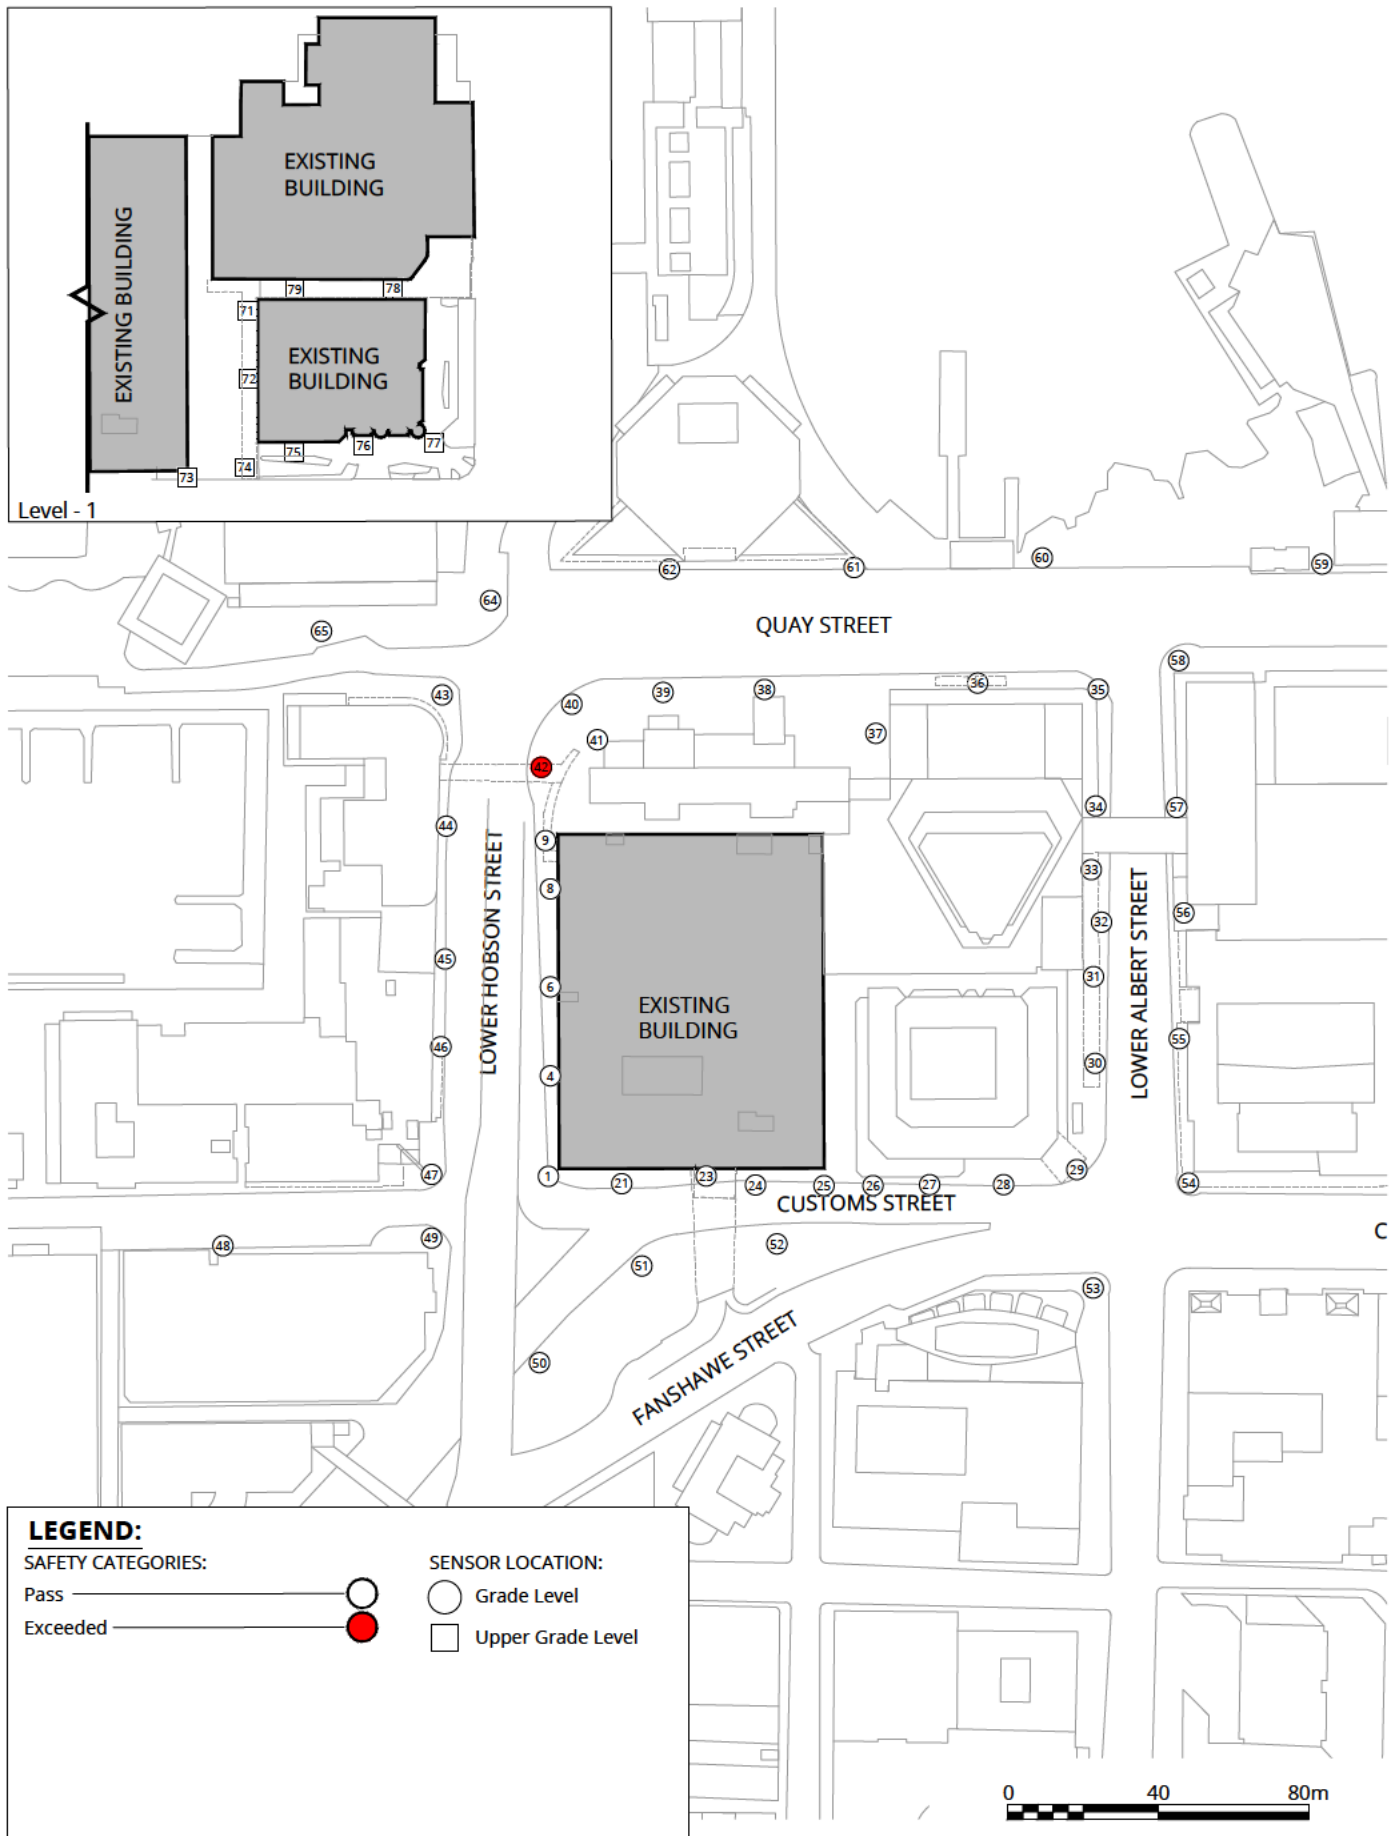 EXISTING
BUILDING
EXISTING BUILDING
79
78
71
EXISTING
BUILDING
72
75
76
77
74
73
Level - 1
62
61
60
59
64
65
QUAY STREET
58
43
40
39
38
36
35
41
37
42
44
34
57
9
8
33
56
32
LOWER HOBSON STREET
LOWER ALBERT STREET
45
31
6
EXISTING
BUILDING
46
55
4
30
47
1
21
23
24
25
26
27
28
29
54
CUSTOMS STREET
C
48
49
52
51
53
50
FANSHAWE STREET
LEGEND:
SAFETY CATEGORIES:
Pass
Exceeded
SENSOR LOCATION:
Grade Level
Upper Grade Level
0 40 80m